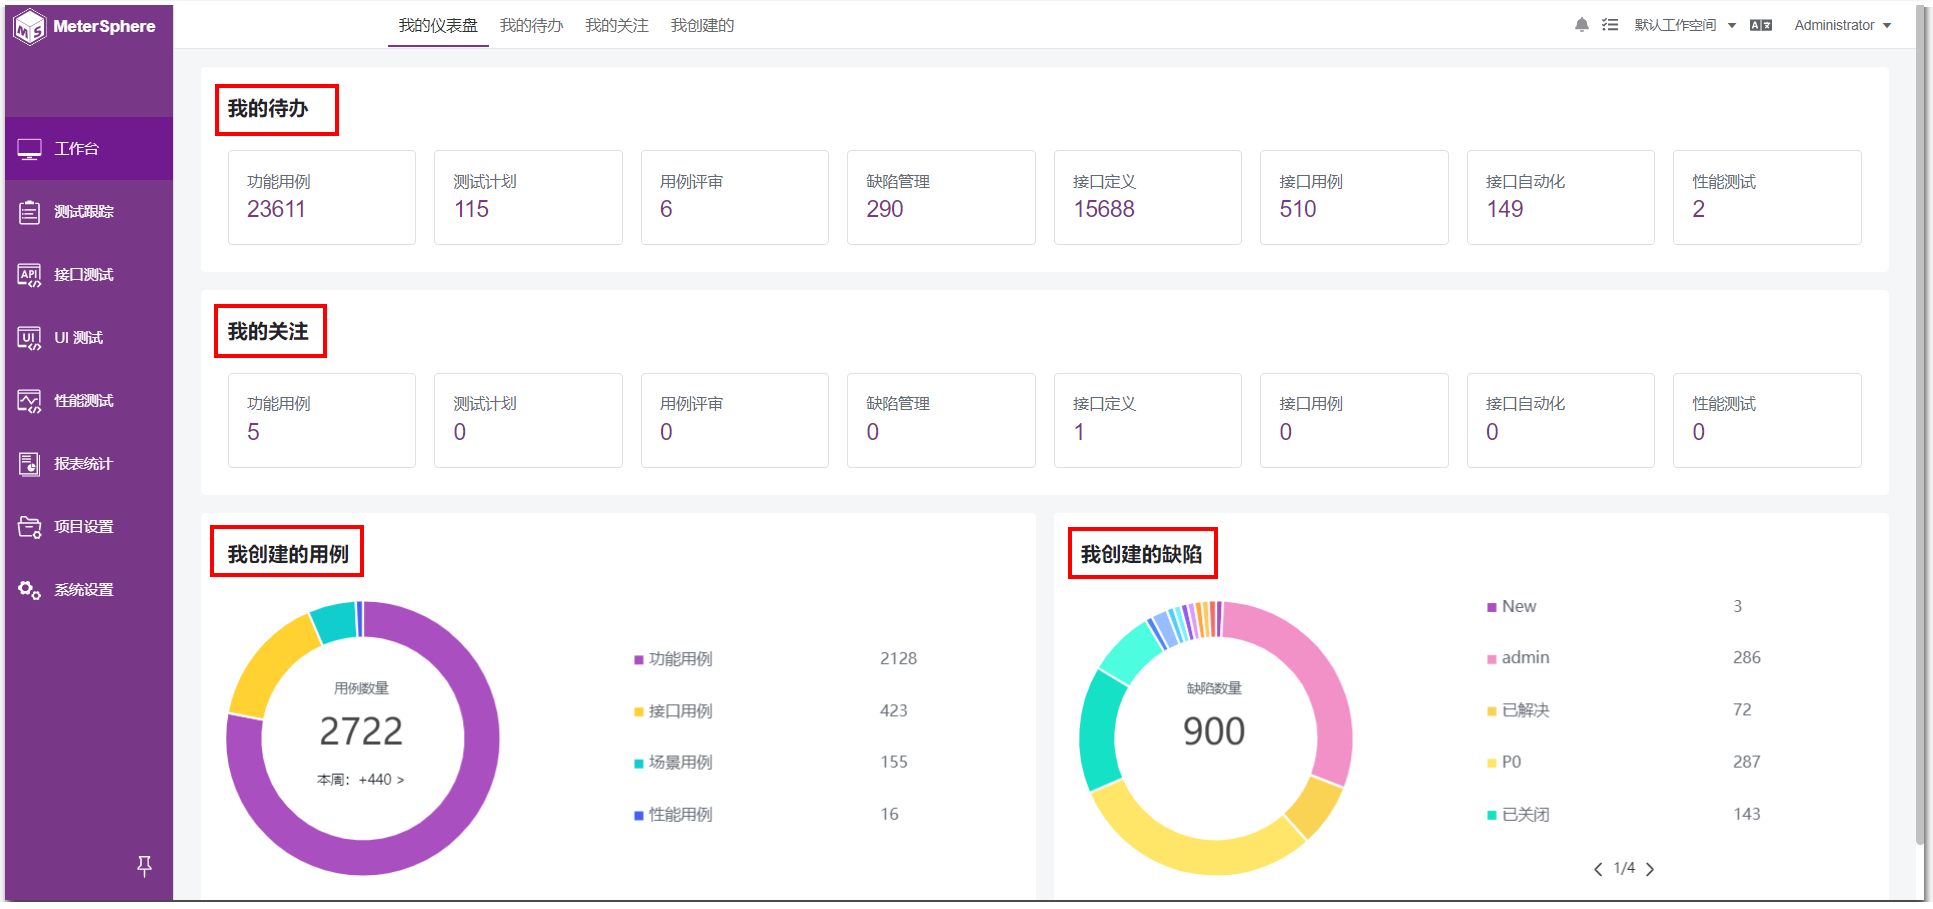 MeterSphere
我的仪表盘 我的待办 我的关注 我创建的
默认工作空间 Administrator
工作台
测试跟踪
API 接口测试
UI UI 测试
性能测试
报表统计
项目设置
系统设置
我的待办
功能用例 测试计划 用例评审 缺陷管理 接口定义 接口用例 接口自动化 性能测试
23611 115 6 290 15688 510 149 2
我的关注
功能用例 测试计划 用例评审 缺陷管理 接口定义 接口用例 接口自动化 性能测试
5 0 0 0 1 0 0 0
我创建的用例
用例数量
2722
本周：+440 >
功能用例 2128
接口用例 423
场景用例 155
性能用例 16
我创建的缺陷
缺陷数量
900
New 3
admin 286
已解决 72
P0 287
已关闭 143
1/4